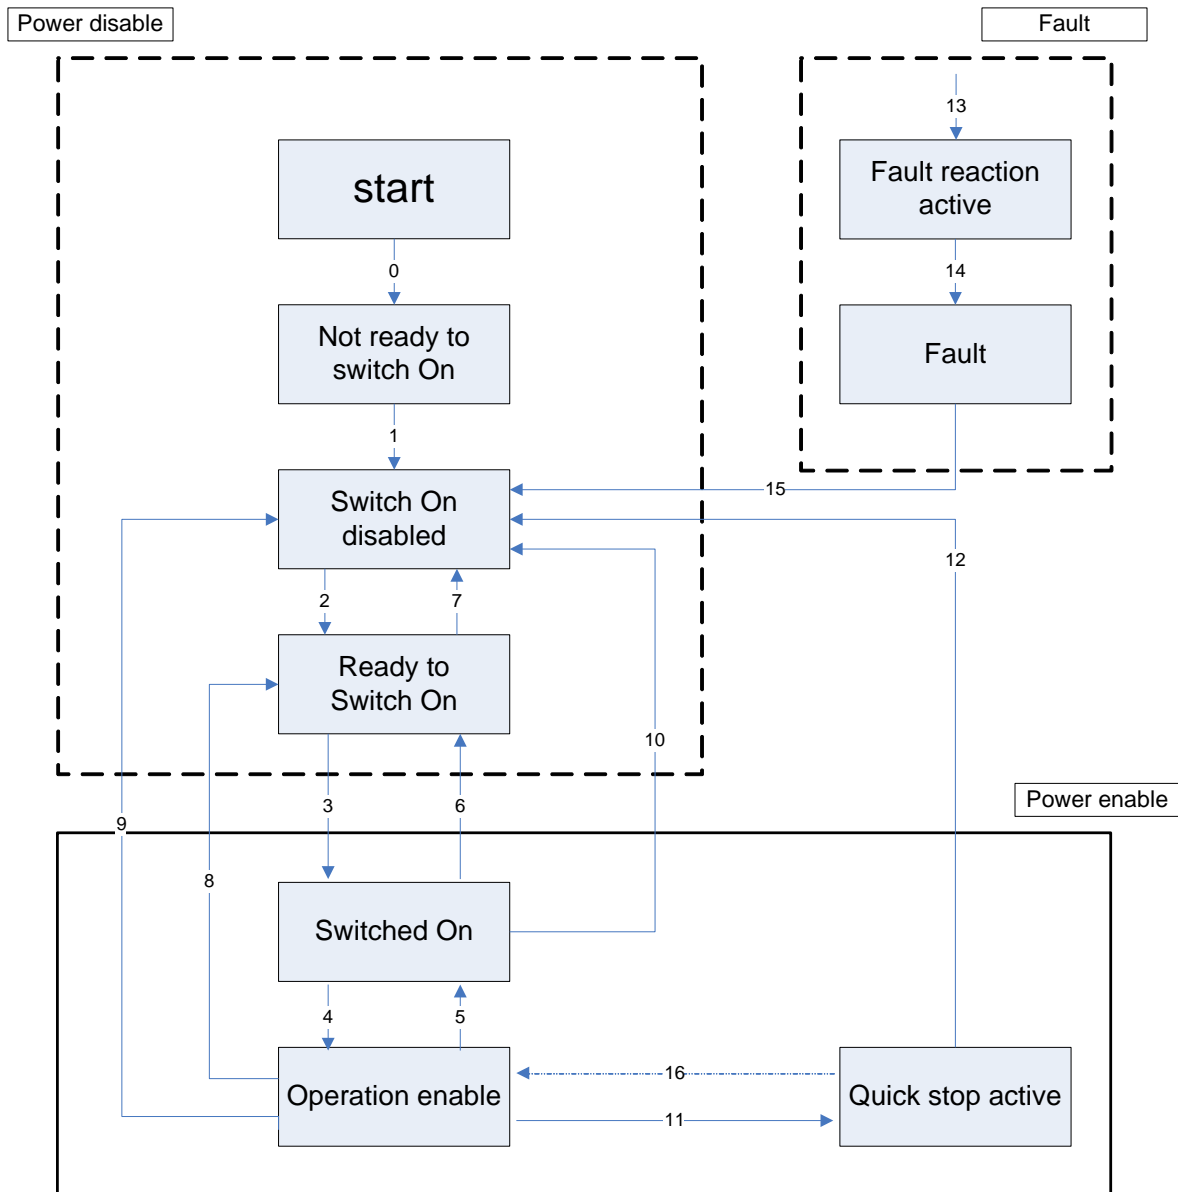 Power disable
Fault
13
start
Fault reaction
active
0
14
Not ready to
switch On
Fault
1
Switch On
disabled
15
12
2
7
Ready to
Switch On
10
3
6
Power enable
9
8
Switched On
4
5
Operation enable
16
11
Quick stop active